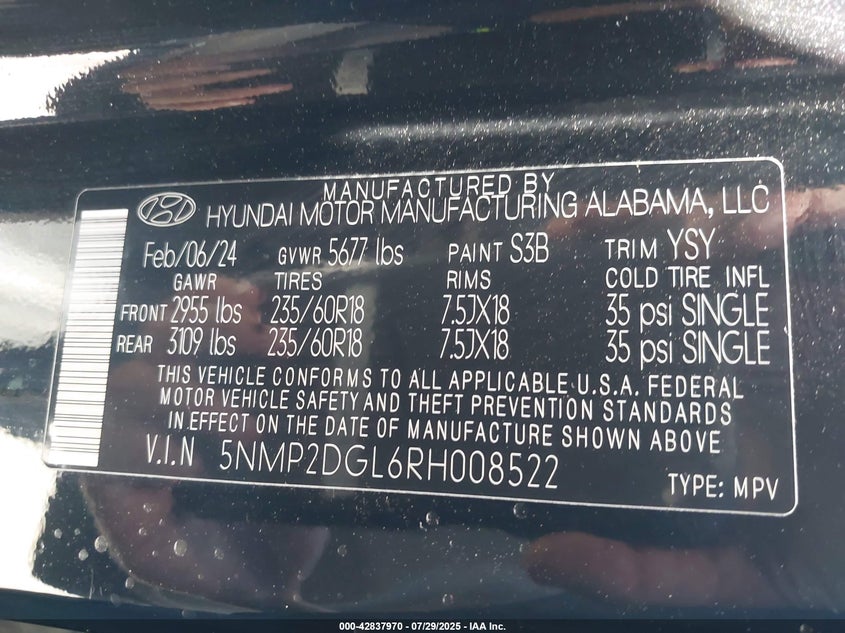 MANUFACTURED BY
HYUNDAI MOTOR MANUFACTURING ALABAMA, LLC
Feb/06/24 GVWR 5677 lbs PAINT S3B TRIM YSY
GAWR TIRES RIMS COLD TIRE INFL
FRONT 2955 lbs 235/60R18 7.5JX18 35 psi SINGLE
REAR 3109 lbs 235/60R18 7.5JX18 35 psi SINGLE
THIS VEHICLE CONFORMS TO ALL APPLICABLE U.S.A. FEDERAL
MOTOR VEHICLE SAFETY AND THEFT PREVENTION STANDARDS
IN EFFECT ON THE DATE OF MANUFACTURE SHOWN ABOVE
V.I.N 5NMP2DGL6RH008522
TYPE: MPV
000-42837970 - 07/29/2025 - IAA Inc.